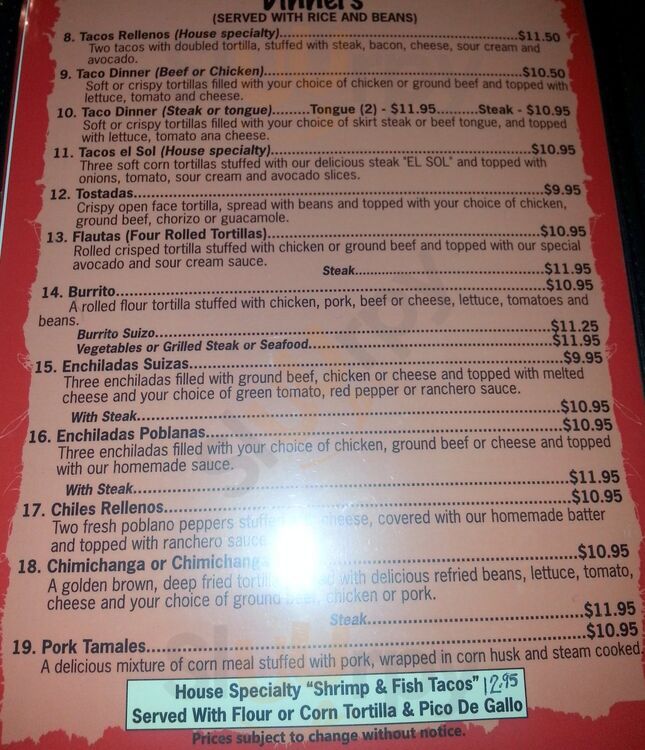 Dinners
(SERVED WITH RICE AND BEANS)
8. Tacos Rellenos (House specialty)....$11.50
Two tacos with doubled tortilla, stuffed with steak, bacon, cheese, sour cream and
avocado.
9. Taco Dinner (Beef or Chicken)....$10.50
Soft or crispy tortillas filled with your choice of chicken or ground beef and topped with
lettuce, tomato and cheese.
10. Taco Dinner (Steak or tongue).........Tongue (2) - $11.95..........Steak - $10.95
Soft or crispy tortillas filled with your choice of skirt steak or beef tongue, and topped
with lettuce, tomato ana cheese.
11. Tacos el Sol (House specialty)....$10.95
Three soft corn tortillas stuffed with our delicious steak "EL SOL" and topped with
onions, tomato, sour cream and avocado slices.
12. Tostadas....$9.95
Crispy open face tortilla, spread with beans and topped with your choice of chicken,
ground beef, chorizo or guacamole.
13. Flautas (Four Rolled Tortillas)....$10.95
Rolled crisped tortilla stuffed with chicken or ground beef and topped with our special
avocado and sour cream sauce.
Steak....$11.95
14. Burrito....$10.95
A rolled flour tortilla stuffed with chicken, pork, beef or cheese, lettuce, tomatoes and
beans.
Burrito Suizo....$11.25
Vegetables or Grilled Steak or Seafood....$11.95
15. Enchiladas Suizas....$9.95
Three enchiladas filled with ground beef, chicken or cheese and topped with melted
cheese and your choice of green tomato, red pepper or ranchero sauce.
With Steak....$10.95
16. Enchiladas Poblanas....$10.95
Three enchiladas filled with your choice of chicken, ground beef or cheese and topped
with our homemade sauce.
With Steak....$11.95
17. Chiles Rellenos....$10.95
Two fresh poblano peppers stuffed cheese, covered with our homemade batter
and topped with ranchero sauce
18. Chimichanga or Chimichanga....$10.95
A golden brown, deep fried with delicious refried beans, lettuce, tomato,
cheese and your choice of ground beef, chicken or pork.
Steak....$11.95
19. Pork Tamales....$10.95
A delicious mixture of corn meal stuffed with pork, wrapped in corn husk and steam cooked.
House Specialty "Shrimp & Fish Tacos" 12.95
Served With Flour or Corn Tortilla & Pico De Gallo
Prices subject to change without notice.